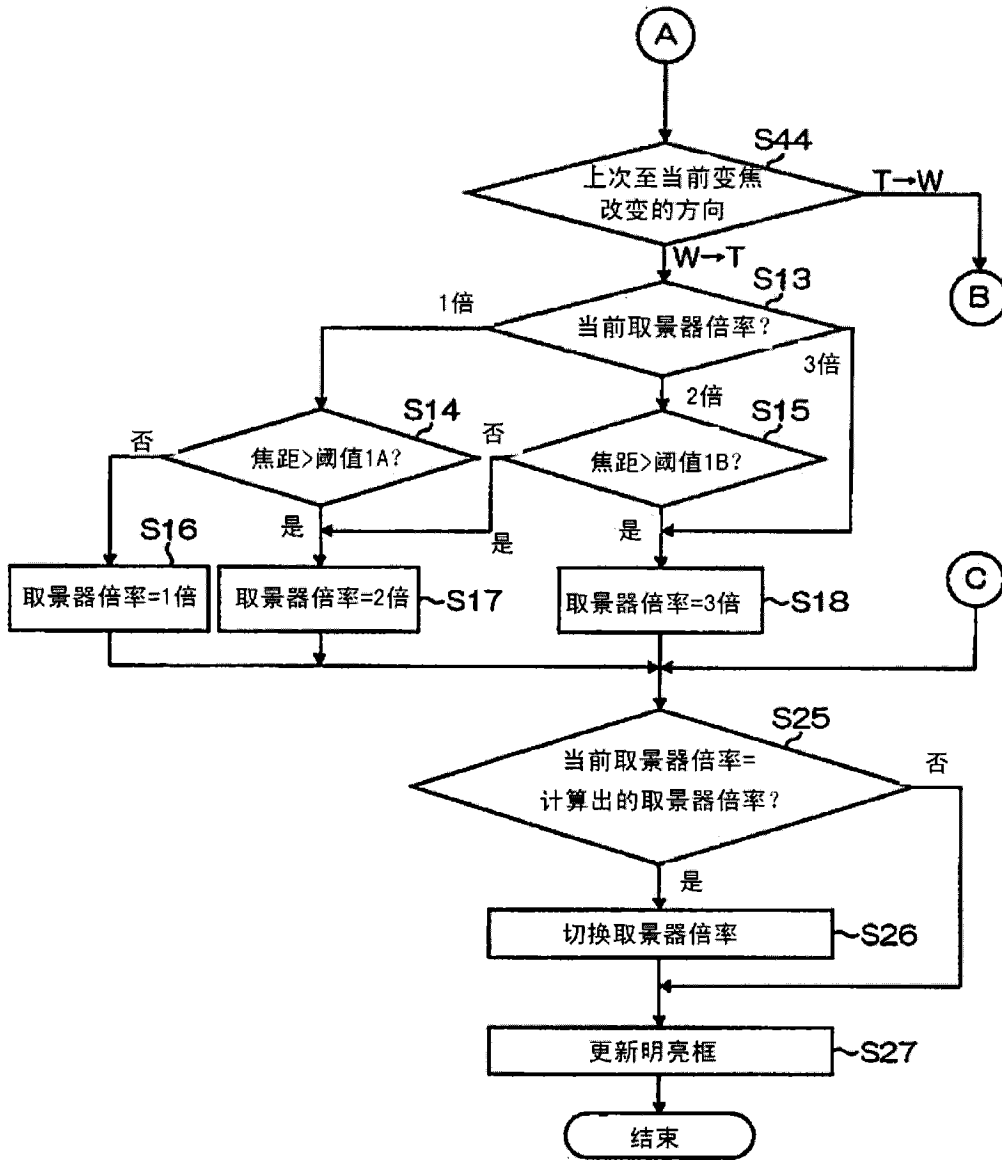 A
S44
上次至当前变焦
改变的方向
T→W
B
W→T
S13
当前取景器倍率？
1倍
2倍
3倍
S14
焦距>阈值1A？
否
是
S15
焦距>阈值1B？
否
是
是
S16
取景器倍率=1倍
取景器倍率=2倍
S17
取景器倍率=3倍
S18
C
S25
当前取景器倍率=
计算出的取景器倍率？
否
是
切换取景器倍率
S26
更新明亮框
S27
结束